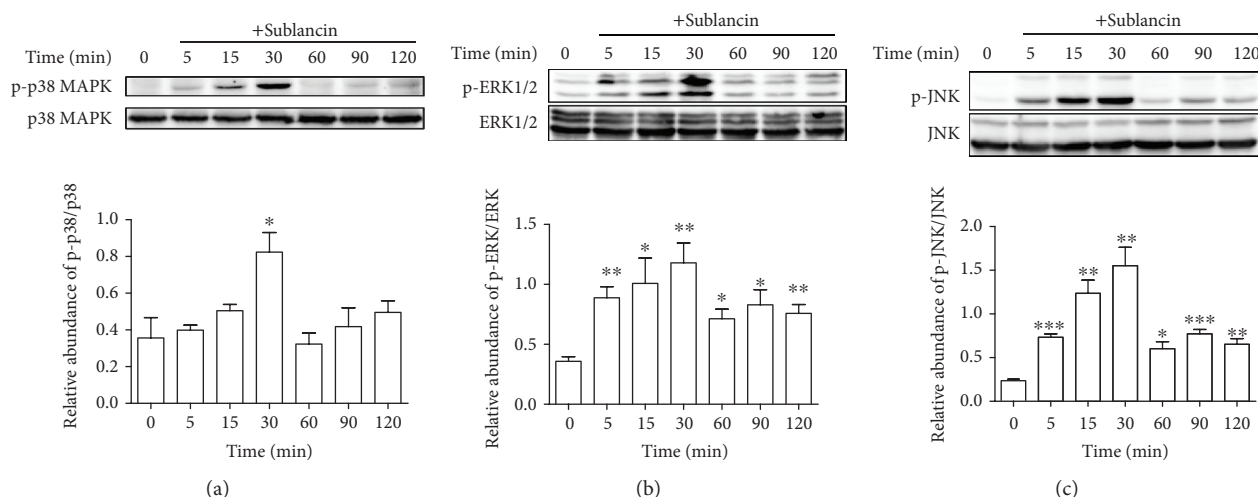 +Sublancin
Time (min) 0 5 15 30 60 90 120
p-p38 MAPK
p38 MAPK
Relative abundance of p-p38/p38
1.0
0.8
0.6
0.4
0.2
0.0
*
0 5 15 30 60 90 120
Time (min)
(a)
+Sublancin
Time (min) 0 5 15 30 60 90 120
p-ERK1/2
ERK1/2
Relative abundance of p-ERK/ERK
1.5
1.0
0.5
0.0
** * ** * * **
0 5 15 30 60 90 120
Time (min)
(b)
+Sublancin
Time (min) 0 5 15 30 60 90 120
p-JNK
JNK
Relative abundance of p-JNK/JNK
2.0
1.5
1.0
0.5
0.0
*** ** ** * *** **
0 5 15 30 60 90 120
Time (min)
(c)